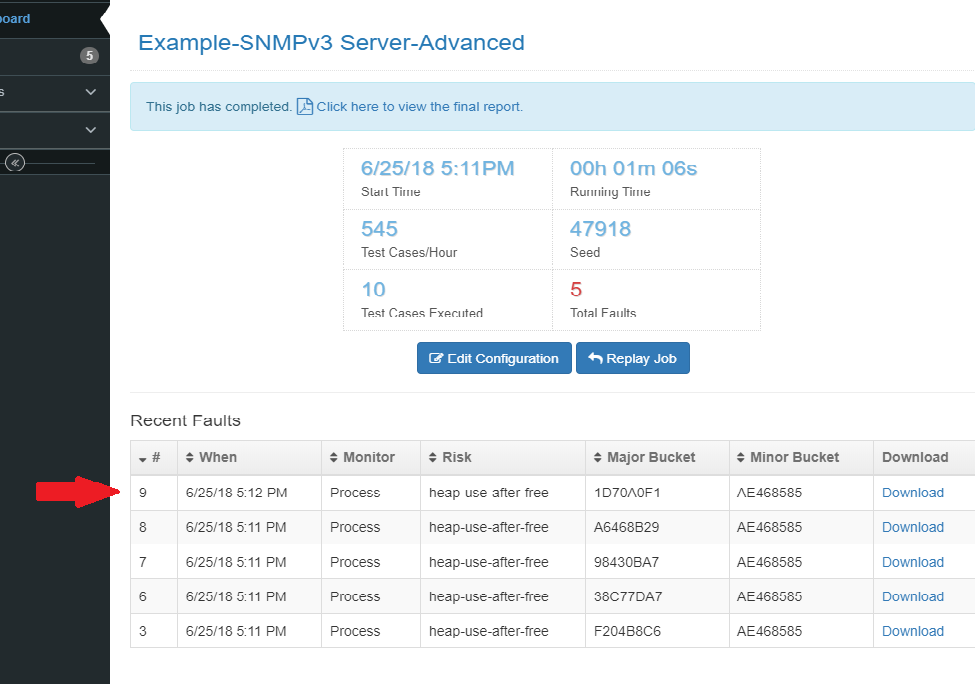 oard
5
s
Example-SNMPv3 Server-Advanced
This job has completed. Click here to view the final report.
6/25/18 5:11PM 00h 01m 06s
Start Time Running Time
545 47918
Test Cases/Hour Seed
10 5
Test Cases Executed Total Faults
Edit Configuration Replay Job
Recent Faults
# When Monitor Risk Major Bucket Minor Bucket Download
9 6/25/18 5:12 PM Process heap use after free 1D70A0F1 AE468585 Download
8 6/25/18 5:11 PM Process heap-use-after-free A6468B29 AE468585 Download
7 6/25/18 5:11 PM Process heap-use-after-free 98430BA7 AE468585 Download
6 6/25/18 5:11 PM Process heap-use-after-free 38C77DA7 AE468585 Download
3 6/25/18 5:11 PM Process heap-use-after-free F204B8C6 AE468585 Download